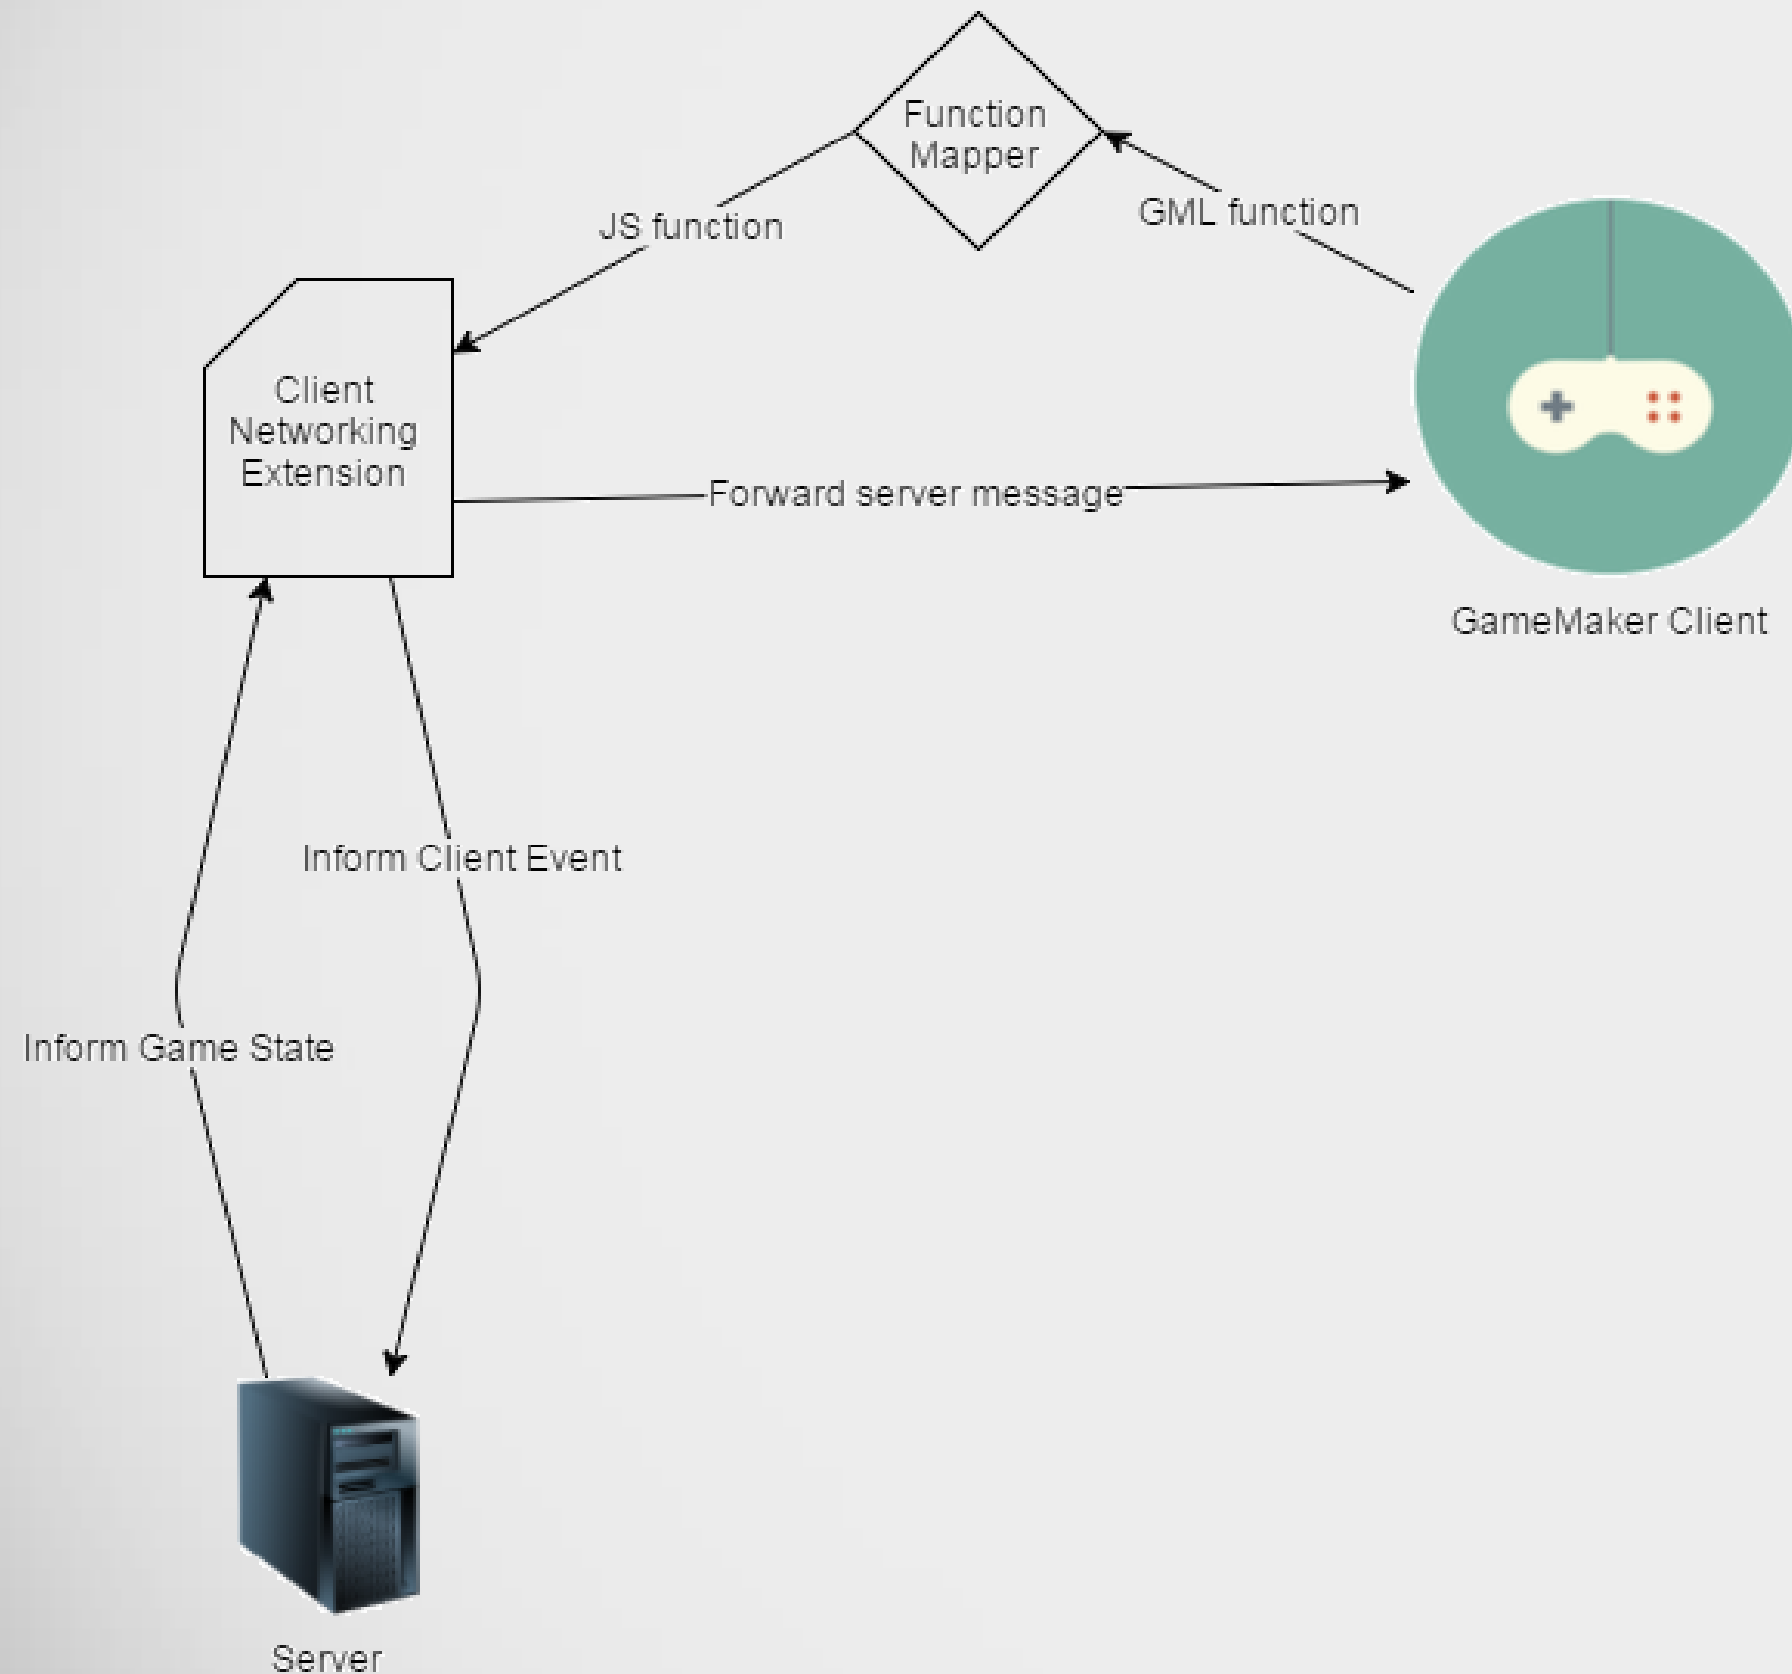 Function
Mapper
JS function
GML function
Client
Networking
Extension
Forward server message
GameMaker Client
Inform Client Event
Inform Game State
Server